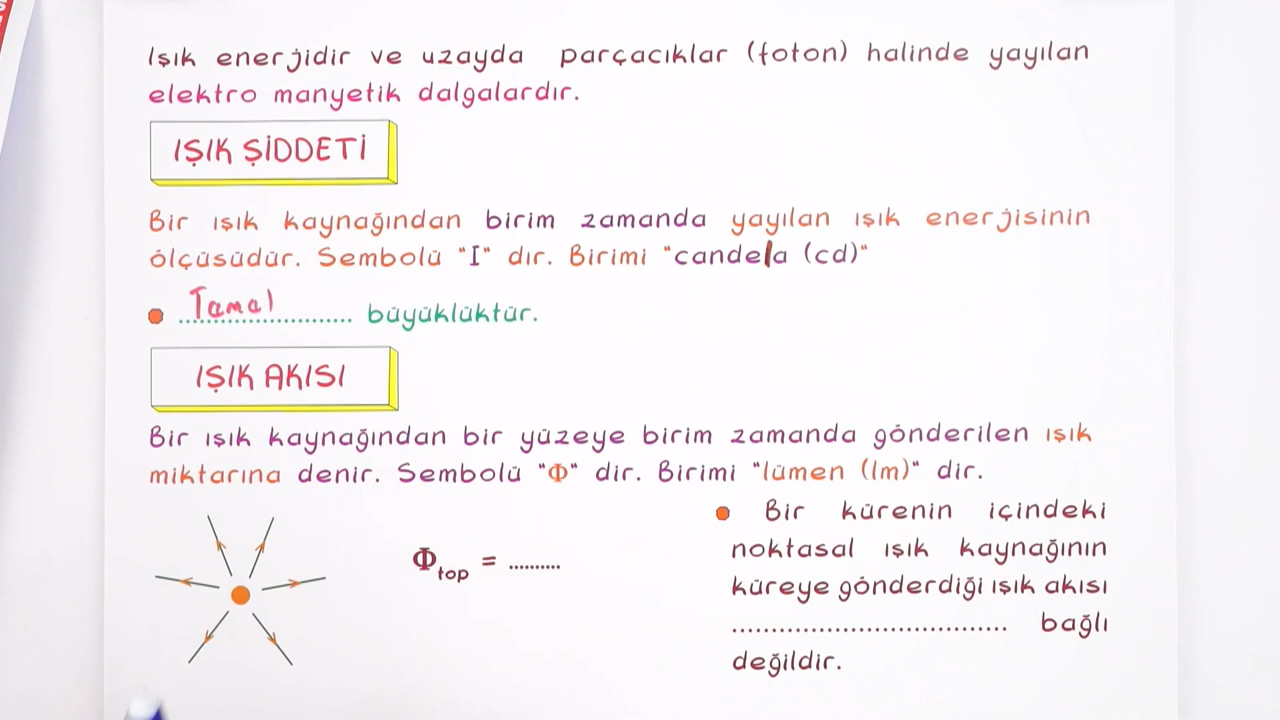 Işık enerjidir ve uzayda parçacıklar (foton) halinde yayılan
elektro manyetik dalgalardır.
IŞIK ŞİDDETİ
Bir ışık kaynağından birim zamanda yayılan ışık enerjisinin
ölçüsüdür. Sembolü "I" dır. Birimi "candela (cd)"
Temel büyüklüktür.
IŞIK AKISI
Bir ışık kaynağından bir yüzeye birim zamanda gönderilen ışık
miktarına denir. Sembolü "Φ" dir. Birimi "lümen (lm)" dir.
Φtop = ..........
Bir kürenin içindeki
noktasal ışık kaynağının
küreye gönderdiği ışık akısı
.................................. bağlı
değildir.